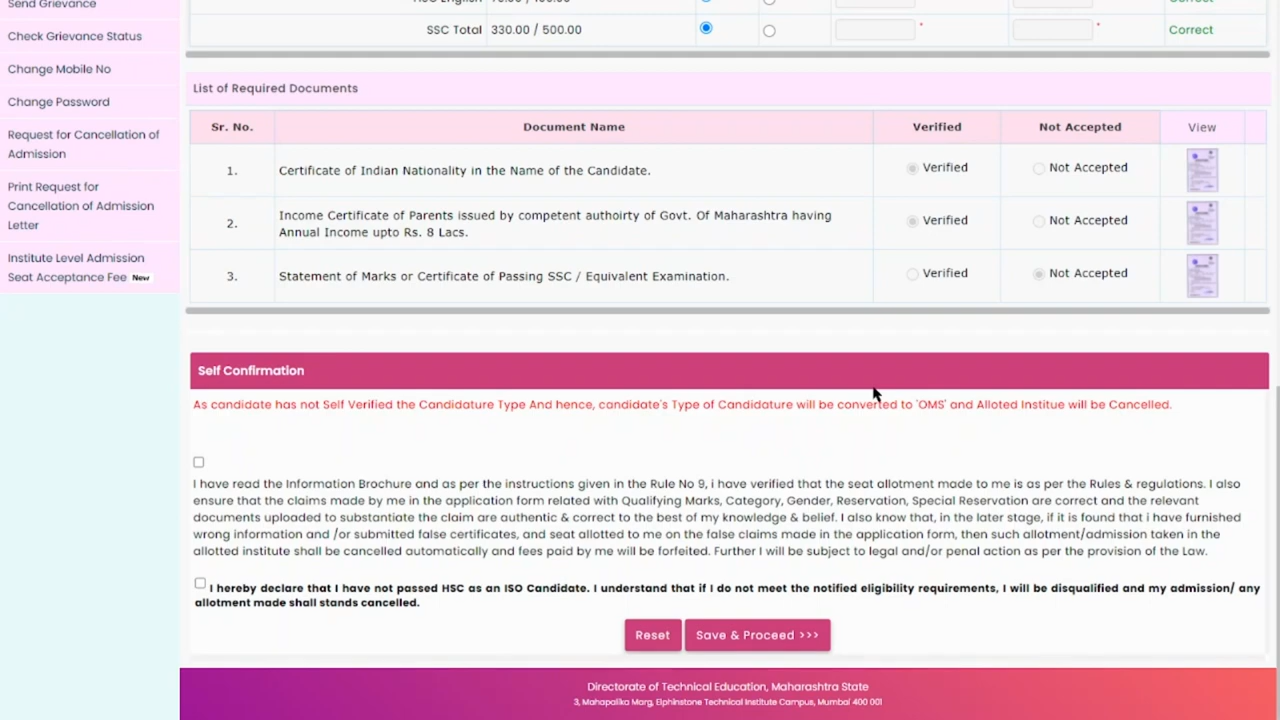 Send Grievance
Check Grievance Status
Change Mobile No
Change Password
Request for Cancellation of
Admission
Print Request for
Cancellation of Admission
Letter
Institute Level Admission
Seat Acceptance Fee New
SSC Total 330.00 / 500.00 * * Correct
List of Required Documents
Sr. No. Document Name Verified Not Accepted View
1. Certificate of Indian Nationality in the Name of the Candidate. Verified Not Accepted
2. Income Certificate of Parents issued by competent authoirty of Govt. Of Maharashtra having
Annual Income upto Rs. 8 Lacs. Verified Not Accepted
3. Statement of Marks or Certificate of Passing SSC / Equivalent Examination. Verified Not Accepted
Self Confirmation
As candidate has not Self Verified the Candidature Type And hence, candidate's Type of Candidature will be converted to 'OMS' and Alloted Institue will be Cancelled.
I have read the Information Brochure and as per the instructions given in the Rule No 9, i have verified that the seat allotment made to me is as per the Rules & regulations. I also
ensure that the claims made by me in the application form related with Qualifying Marks, Category, Gender, Reservation, Special Reservation are correct and the relevant
documents uploaded to substantiate the claim are authentic & correct to the best of my knowledge & belief. I also know that, in the later stage, if it is found that i have furnished
wrong information and /or submitted false certificates, and seat allotted to me on the false claims made in the application form, then such allotment/admission taken in the
allotted institute shall be cancelled automatically and fees paid by me will be forfeited. Further I will be subject to legal and/or penal action as per the provision of the Law.
I hereby declare that I have not passed HSC as an ISO Candidate. I understand that if I do not meet the notified eligibility requirements, I will be disqualified and my admission/ any
allotment made shall stands cancelled.
Reset Save & Proceed >>>
Directorate of Technical Education, Maharashtra State
3, Mahapalika Marg, Elphinstone Technical Institute Campus, Mumbai 400 001